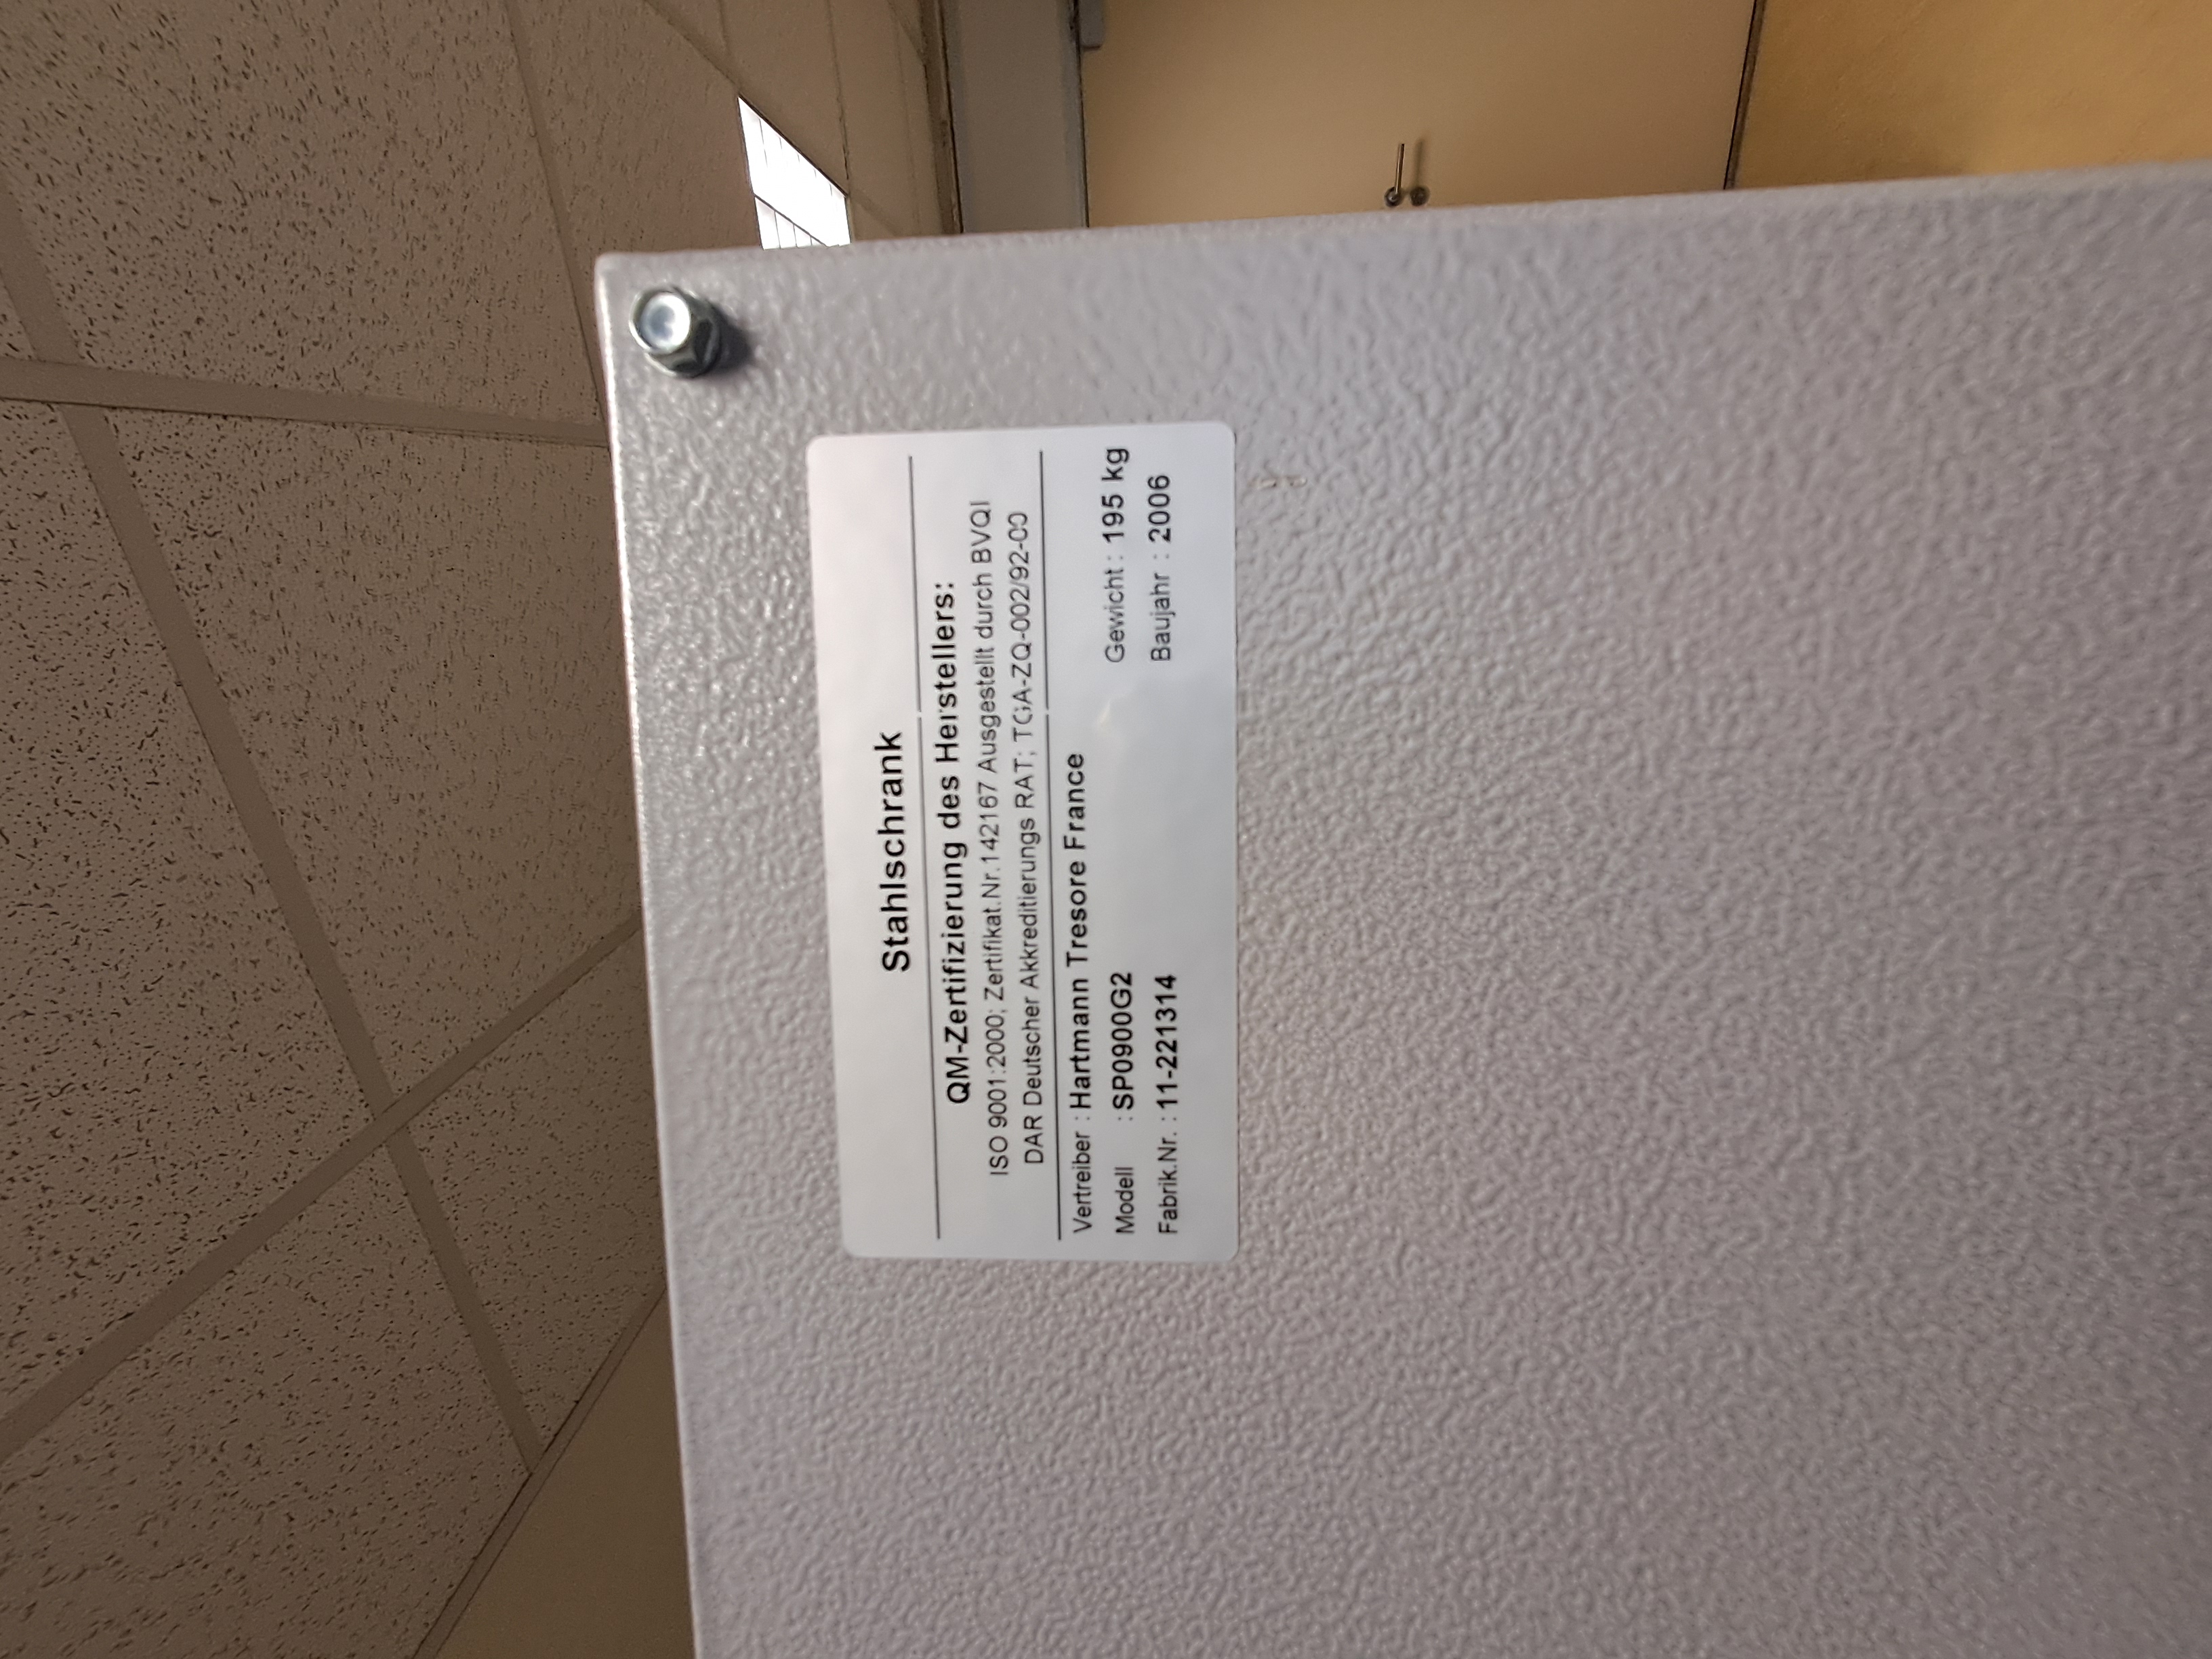 Stahlschrank
QM-Zertifizierung des Herstellers:
ISO 9001:2000; Zertifikat.Nr.142167 Ausgestellt durch BVQI
DAR Deutscher Akkreditierungs RAT; TGA-ZQ-002/92-00
Vertreiber : Hartmann Tresore France
Modell : SP0900G2 Gewicht : 195 kg
Fabrik.Nr. : 11-221314 Baujahr : 2006